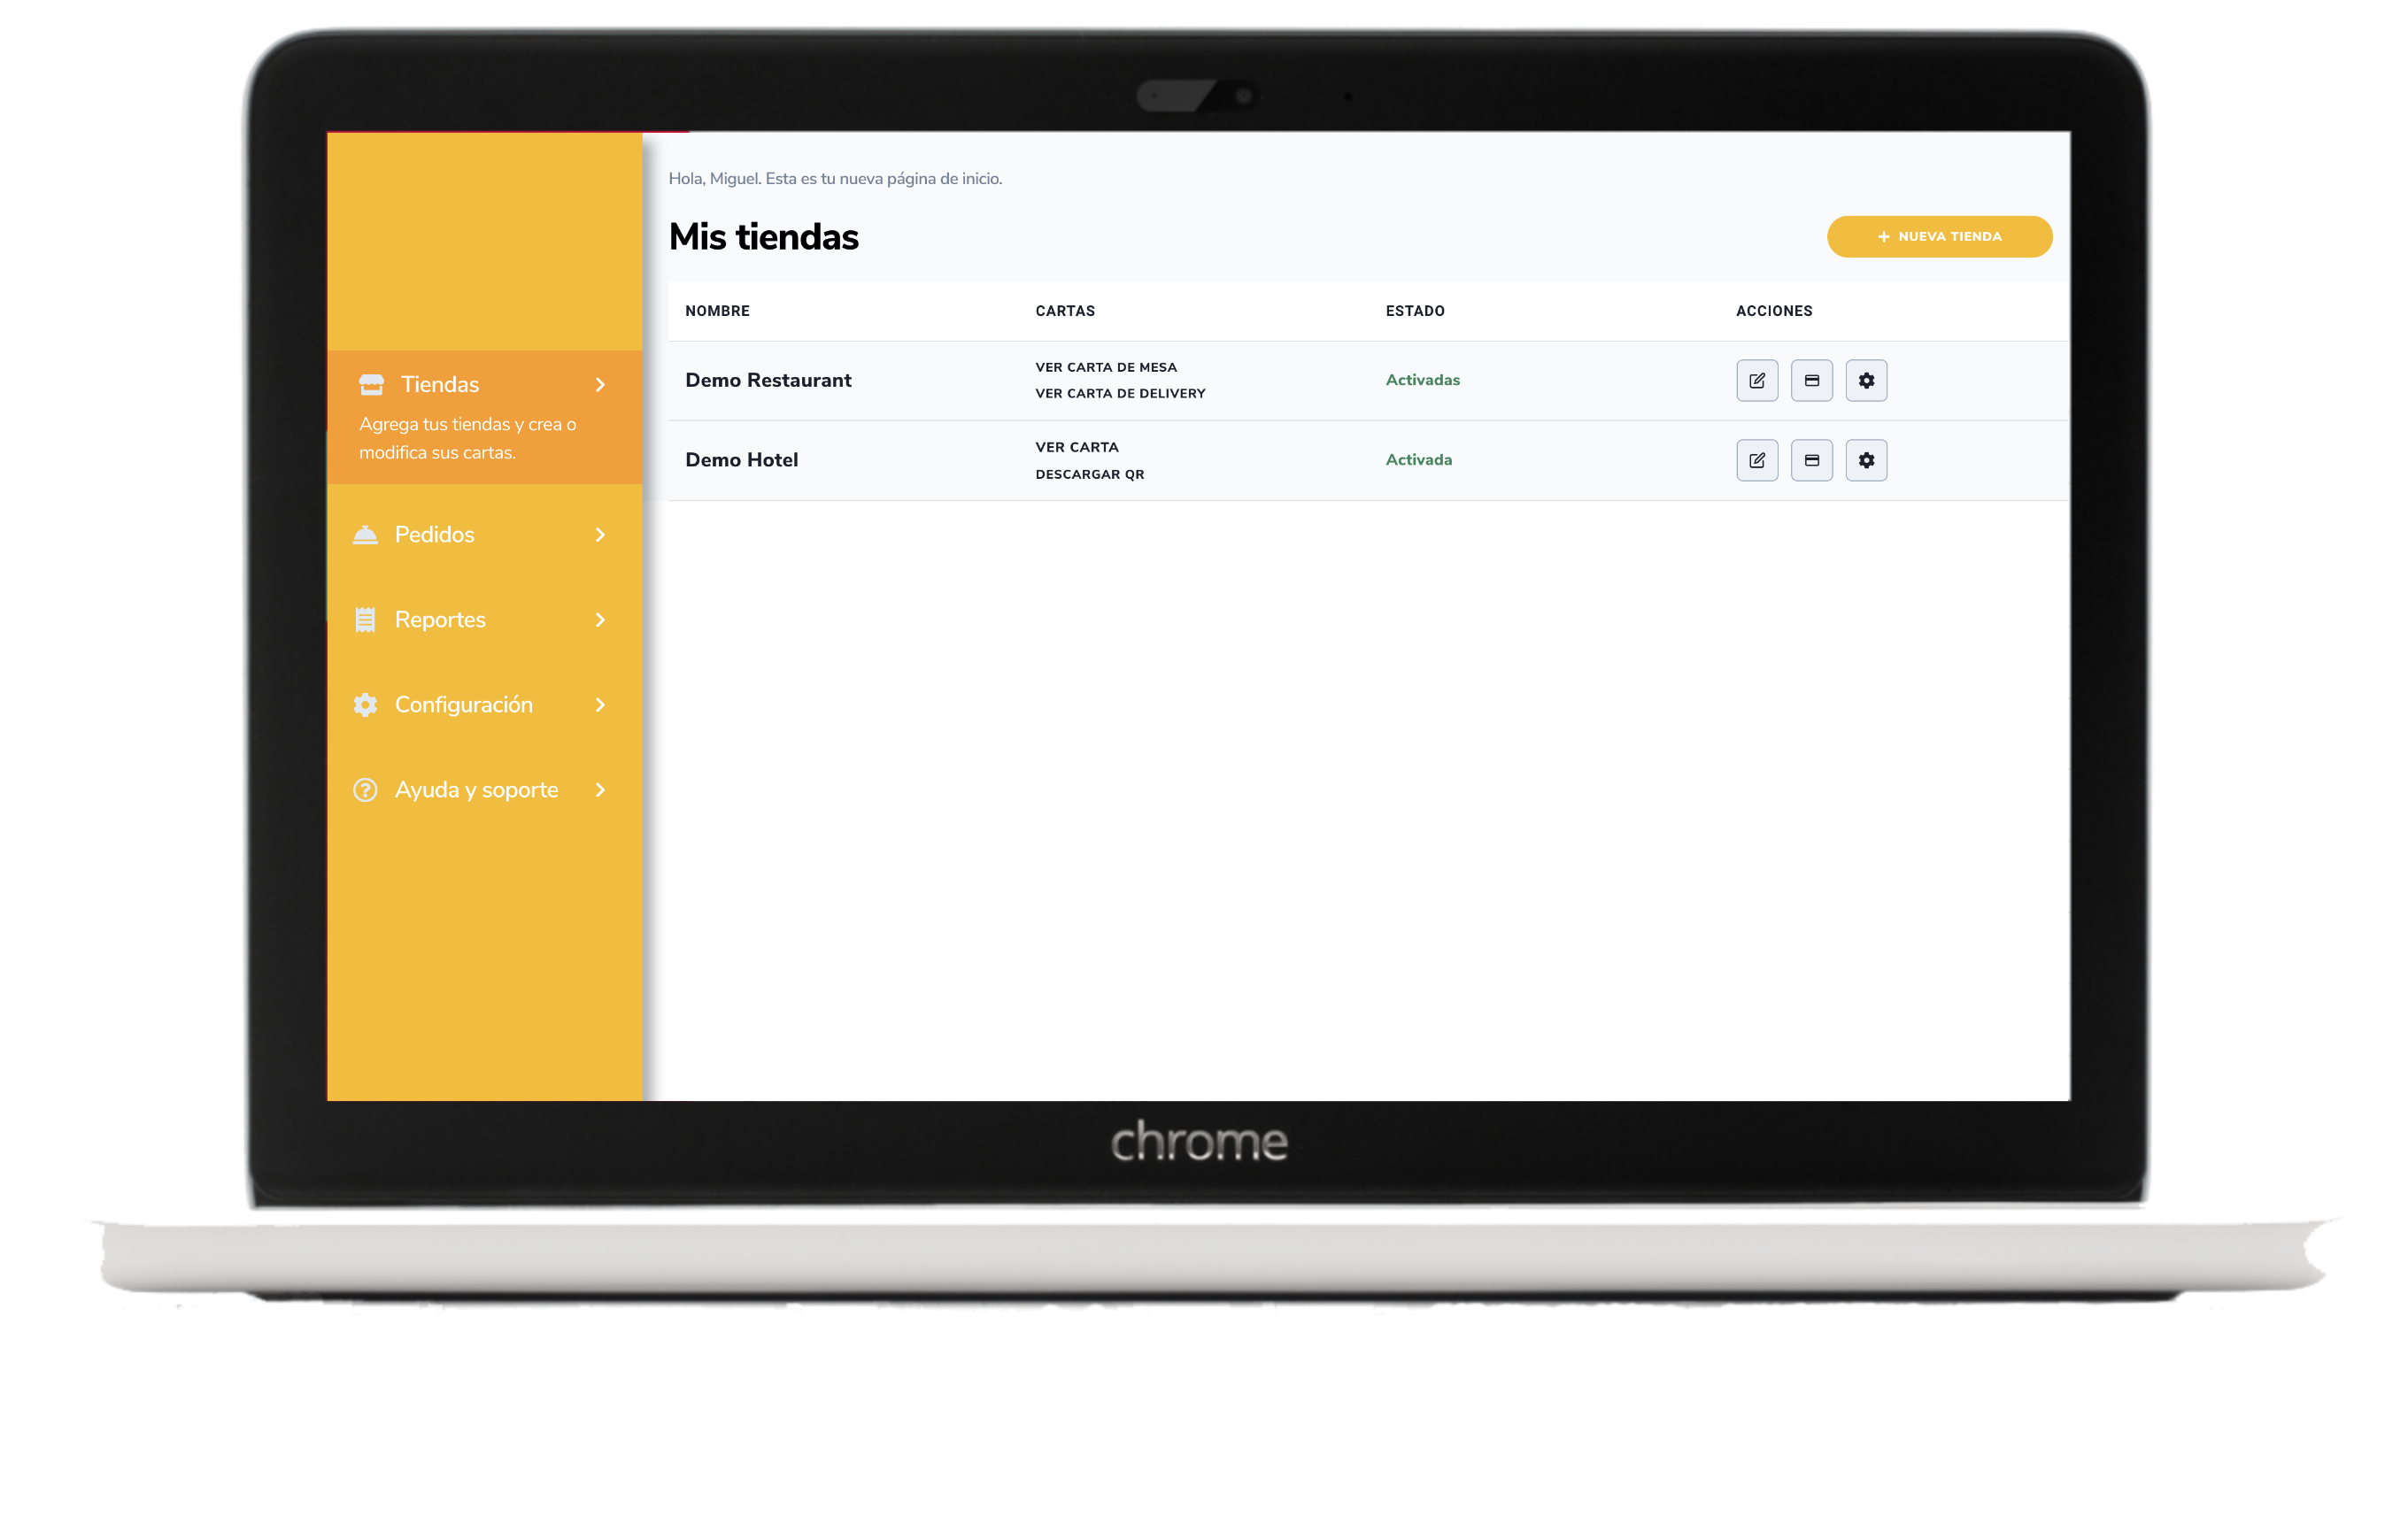 Hola, Miguel. Esta es tu nueva página de inicio.
Mis tiendas
NUEVA TIENDA
NOMBRE CARTAS ESTADO ACCIONES
Demo Restaurant
VER CARTA DE MESA
VER CARTA DE DELIVERY
Activadas
Demo Hotel
VER CARTA
DESCARGAR QR
Activada
Tiendas
Agrega tus tiendas y crea o
modifica sus cartas.
Pedidos
Reportes
Configuración
Ayuda y soporte
chrome